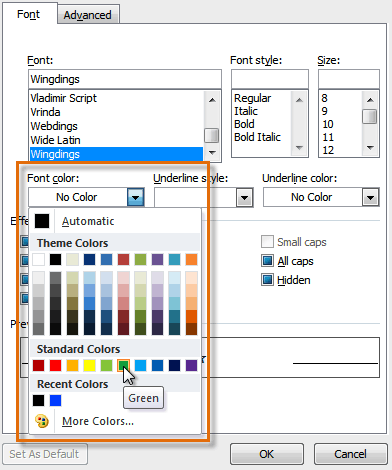 Font
Advanced
Font:
Font style:
Size:
Wingdings
Vladimir Script
Vrinda
Webdings
Wide Latin
Wingdings
Regular
Italic
Bold
Bold Italic
8
9
10
11
12
Font color:
Underline style:
Underline color:
No Color
No Color
Automatic
Theme Colors
Effe
Small caps
All caps
Hidden
Prev
Standard Colors
Green
Recent Colors
More Colors...
Set As Default
OK
Cancel